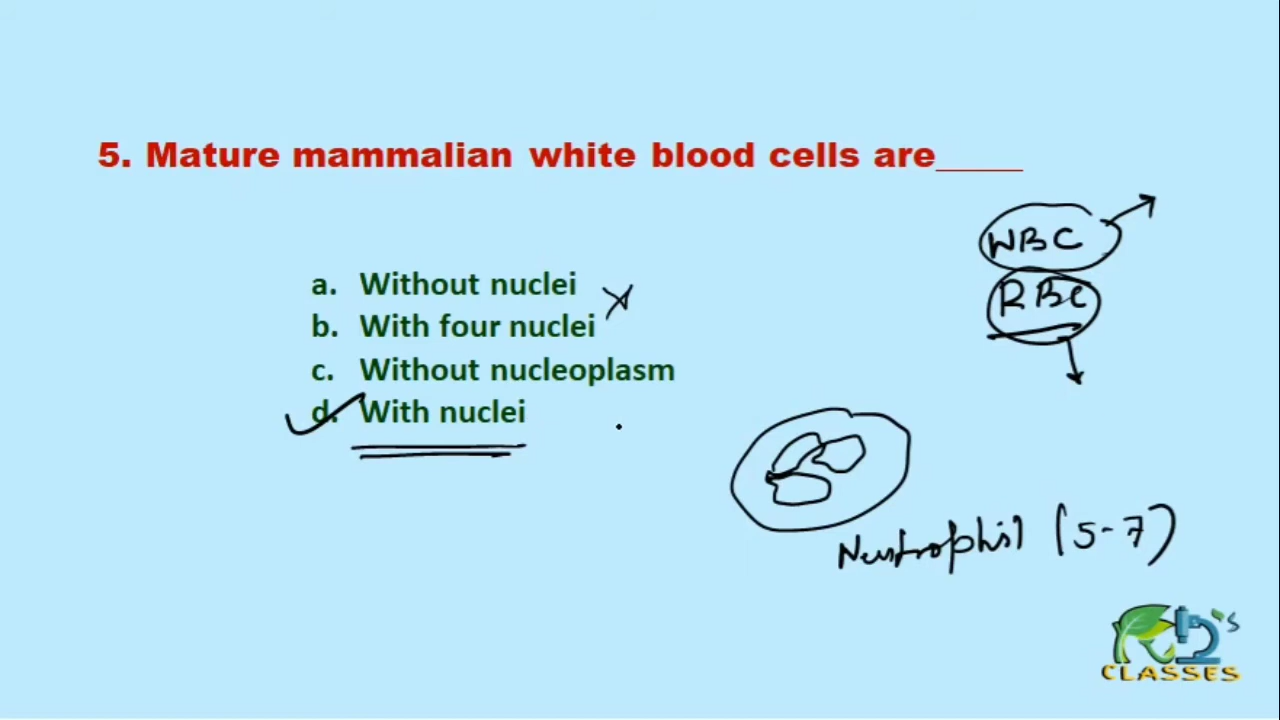 5. Mature mammalian white blood cells are_____
WBC
RBC
a. Without nuclei
b. With four nuclei
c. Without nucleoplasm
d. With nuclei
Neutrophil (5-7)
RD's
CLASSES